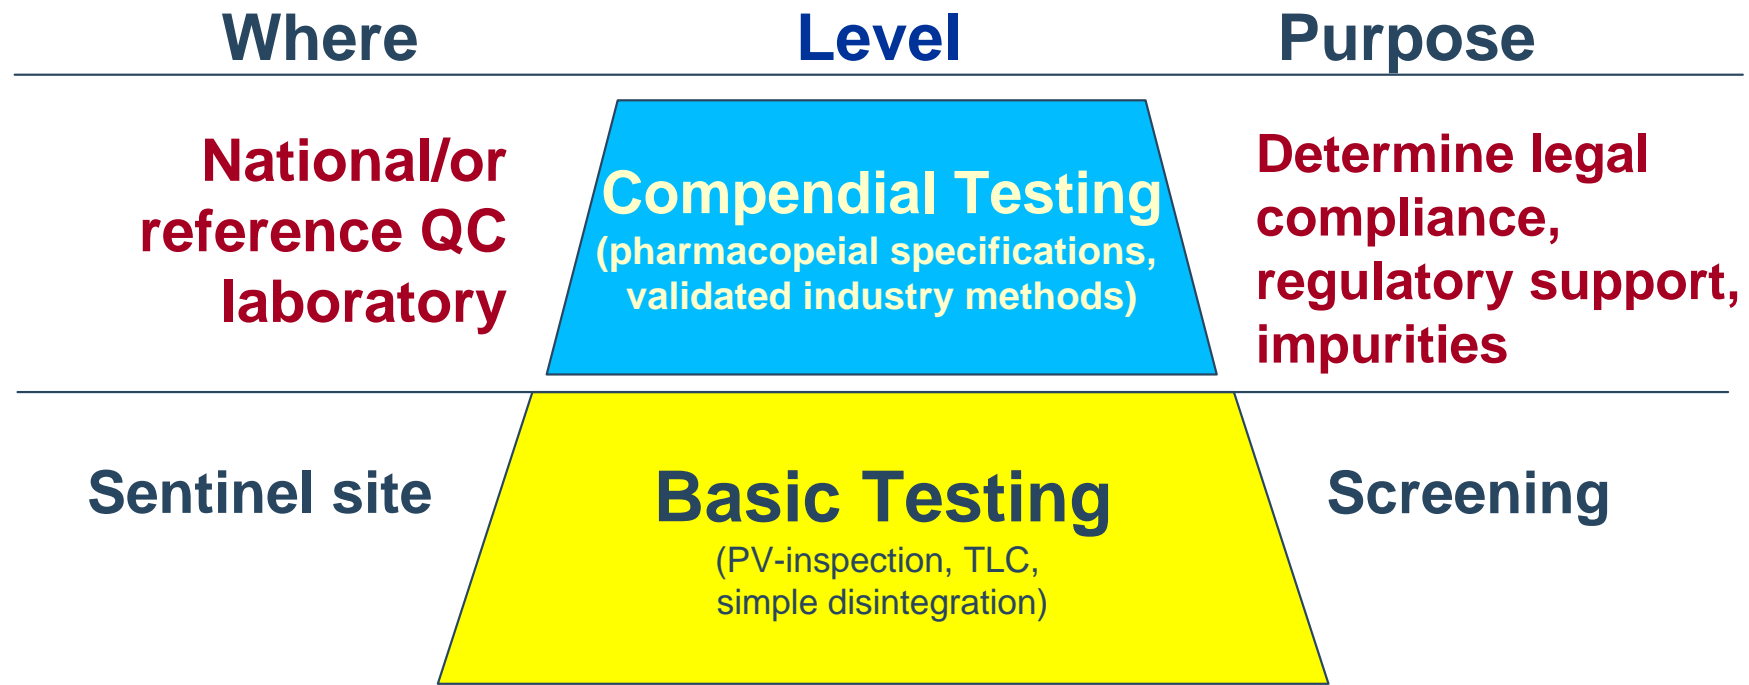 Where Level Purpose
National/or
reference QC
laboratory
Compendial Testing
(pharmacopeial specifications,
validated industry methods)
Determine legal
compliance,
regulatory support,
impurities
Sentinel site
Basic Testing
(PV-inspection, TLC,
simple disintegration)
Screening